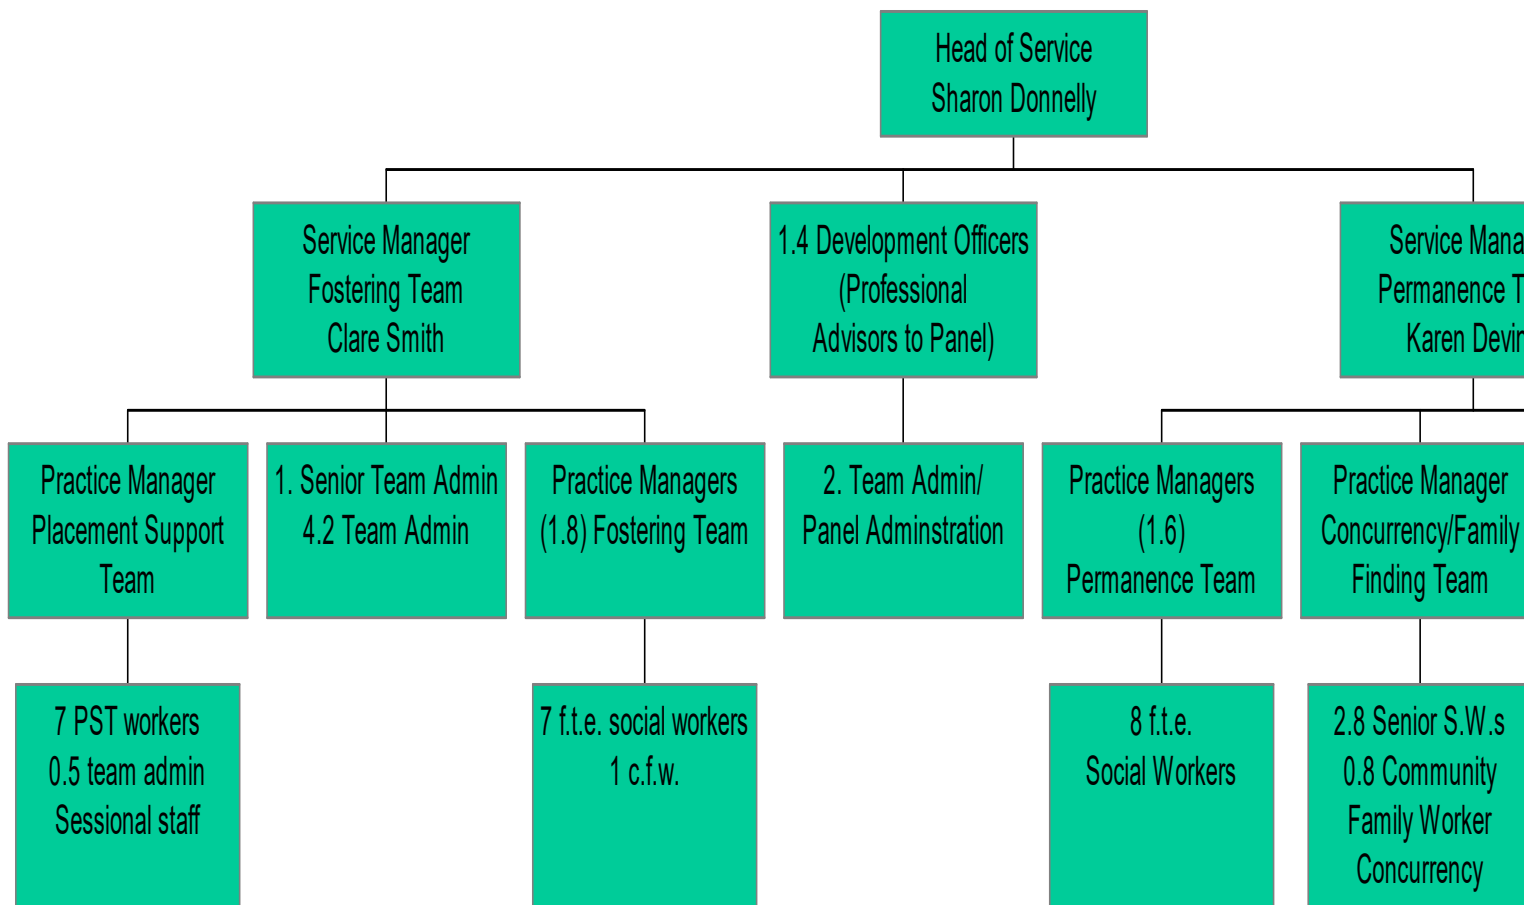 Head of Service
Sharon Donnelly
Service Manager
Fostering Team
Clare Smith
1.4 Development Officers
(Professional
Advisors to Panel)
Service
Permanence
Karen
Practice Manager
Placement Support
Team
1. Senior Team Admin
4.2 Team Admin
Practice Managers
(1.8) Fostering Team
2. Team Admin/
Panel Adminstration
Practice Managers
(1.6)
Permanence Team
Practice Manager
Concurrency/Family
Finding Team
7 PST workers
0.5 team admin
Sessional staff
7 f.t.e. social workers
1 c.f.w.
8 f.t.e.
Social Workers
2.8 Senior S.W.s
0.8 Community
Family Worker
Concurrency